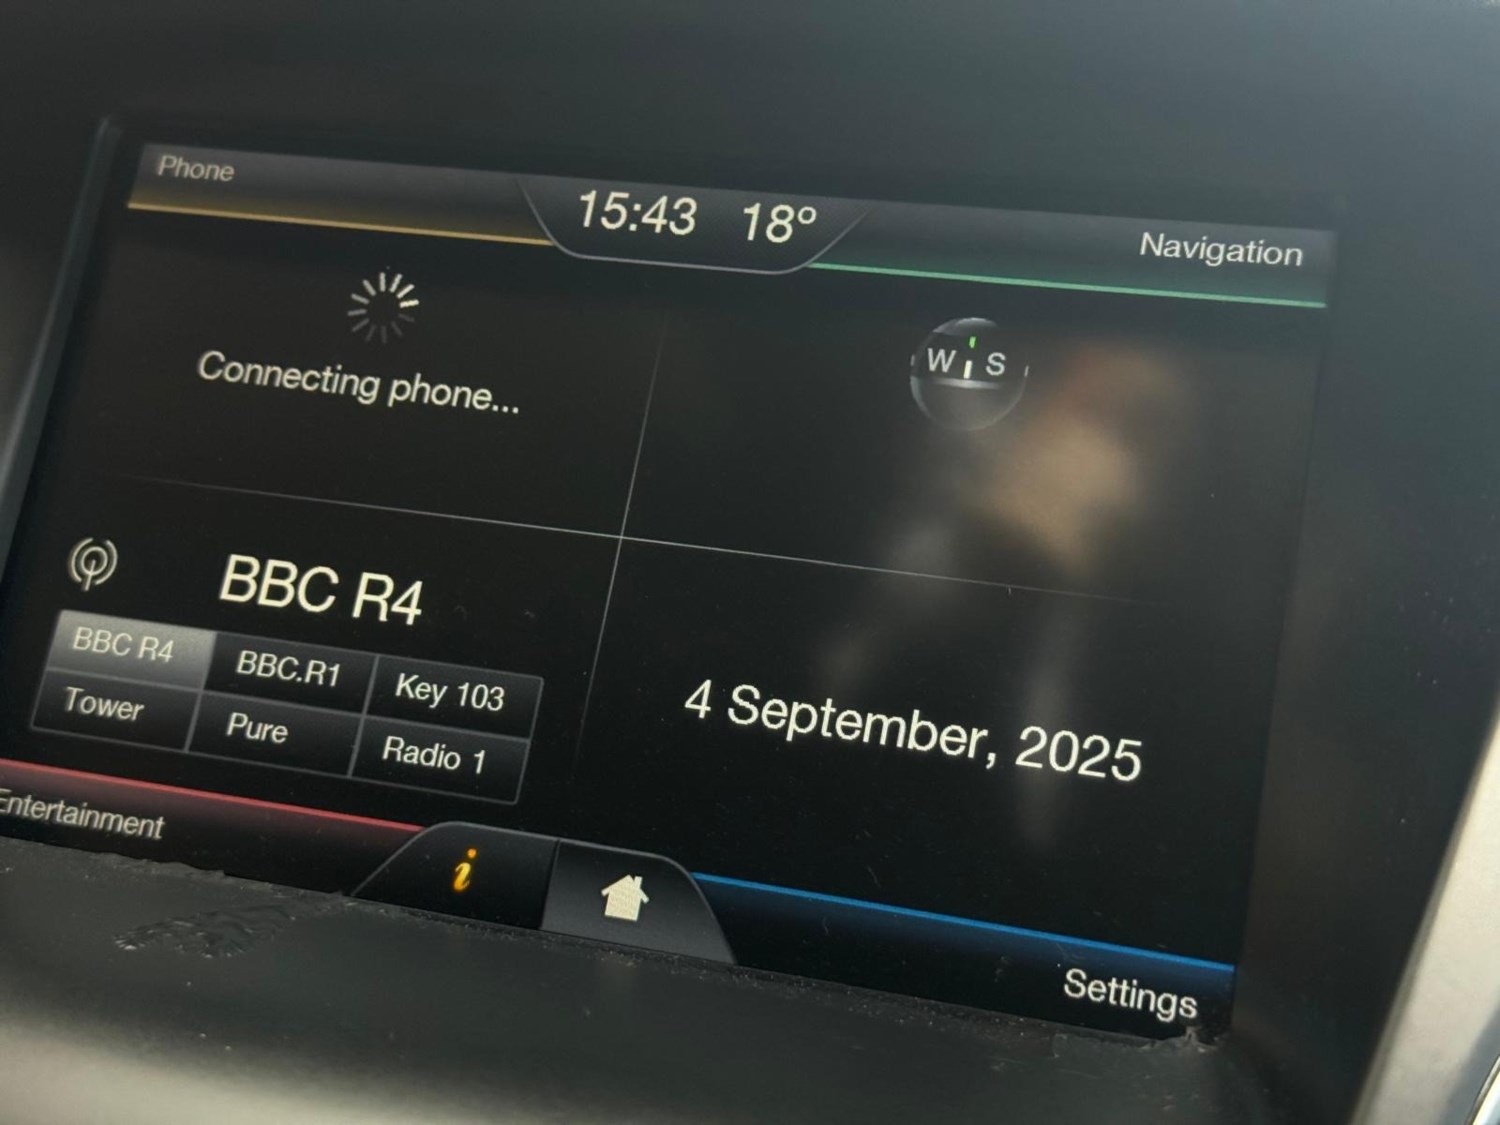 Phone
15:43 18°
Navigation
Connecting phone...
W S
BBC R4
BBC R4 BBC.R1 Key 103
Tower Pure Radio 1
4 September, 2025
Entertainment
i
Settings